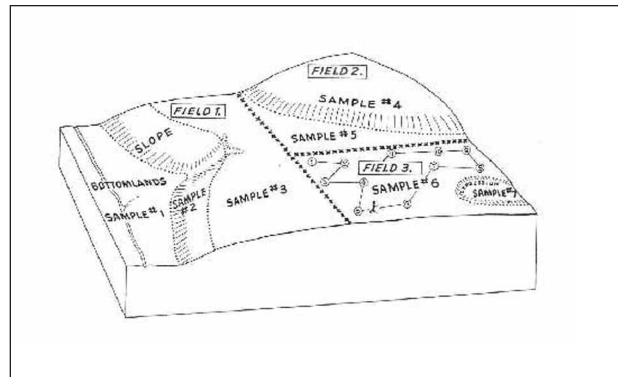 FIELD 2.
FIELD 1.
SAMPLE #4
SLOPE
SAMPLE #5
FIELD 3.
BOTTOMLANDS
SAMPLE #6
SAMPLE
#2
SAMPLE #3
SAMPLE #1
SAMPLE #7